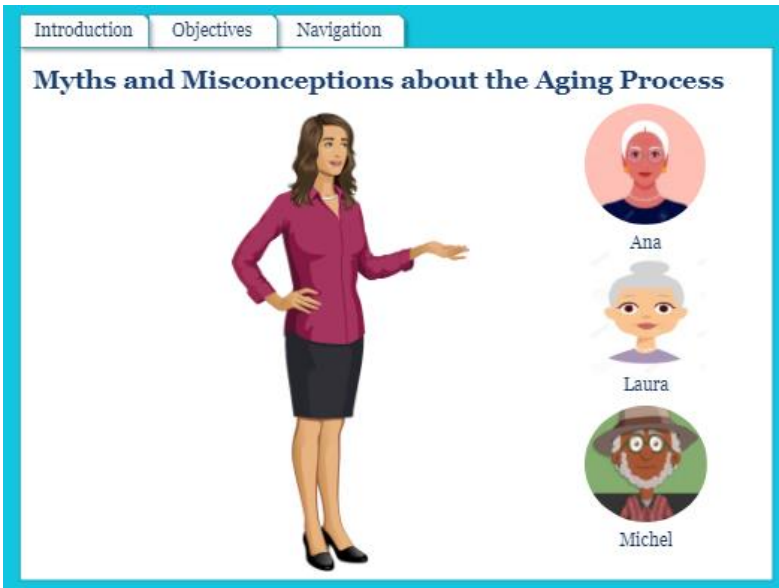 Introduction
Objectives
Navigation
Myths and Misconceptions about the Aging Process
Ana
Laura
Michel